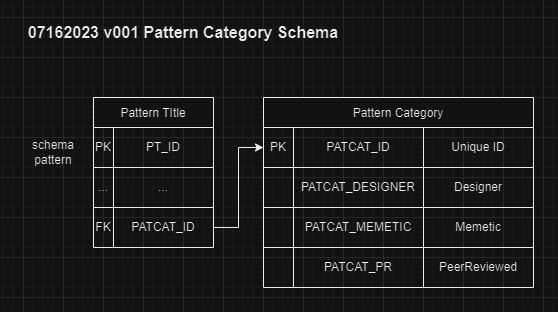 07162023 v001 Pattern Category Schema
Pattern TItle
Pattern Category
schema
pattern
PK PT_ID
PK PATCAT_ID Unique ID
... ...
PATCAT_DESIGNER Designer
FK PATCAT_ID
PATCAT_MEMETIC Memetic
PATCAT_PR PeerReviewed